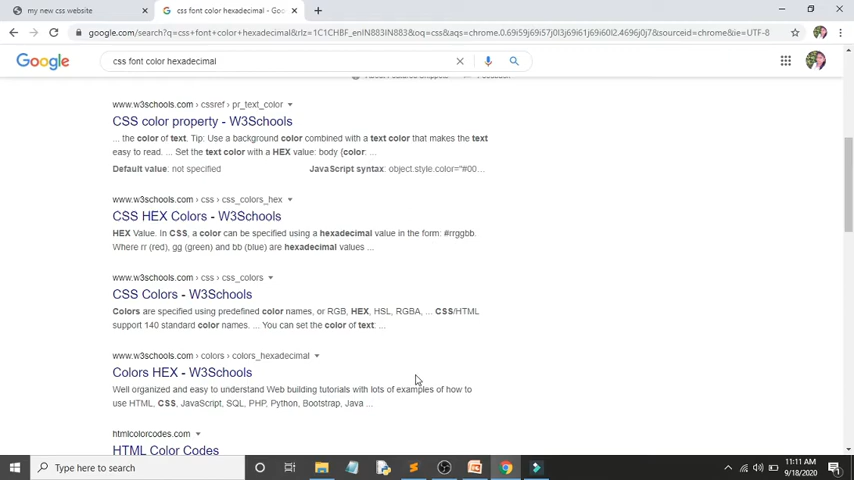 my new css website
css font color hexadecimal - Goo
google.com/search?q=css+font+color+hexadecimal&rlz=1C1CHBF_enIN883IN883&oq=css&aqs=chrome.0.69i59j69i57j0l3j69i61j69i60l2.4696j0j7&sourceid=chrome&ie=UTF-8
Google
css font color hexadecimal
About Featured Snippets
Feedback
www.w3schools.com › cssref › pr_text_color
CSS color property - W3Schools
... the color of text. Tip: Use a background color combined with a text color that makes the text
easy to read. ... Set the text color with a HEX value: body {color: ...
Default value: not specified
JavaScript syntax: object.style.color="#00...
www.w3schools.com › css › css_colors_hex
CSS HEX Colors - W3Schools
HEX Value. In CSS, a color can be specified using a hexadecimal value in the form: #rrggbb.
Where rr (red), gg (green) and bb (blue) are hexadecimal values ...
www.w3schools.com › css › css_colors
CSS Colors - W3Schools
Colors are specified using predefined color names, or RGB, HEX, HSL, RGBA, ... CSS/HTML
support 140 standard color names. ... You can set the color of text: ...
www.w3schools.com › colors › colors_hexadecimal
Colors HEX - W3Schools
Well organized and easy to understand Web building tutorials with lots of examples of how to
use HTML, CSS, JavaScript, SQL, PHP, Python, Bootstrap, Java ...
htmlcolorcodes.com
HTML Color Codes
Type here to search
11:11 AM
9/18/2020